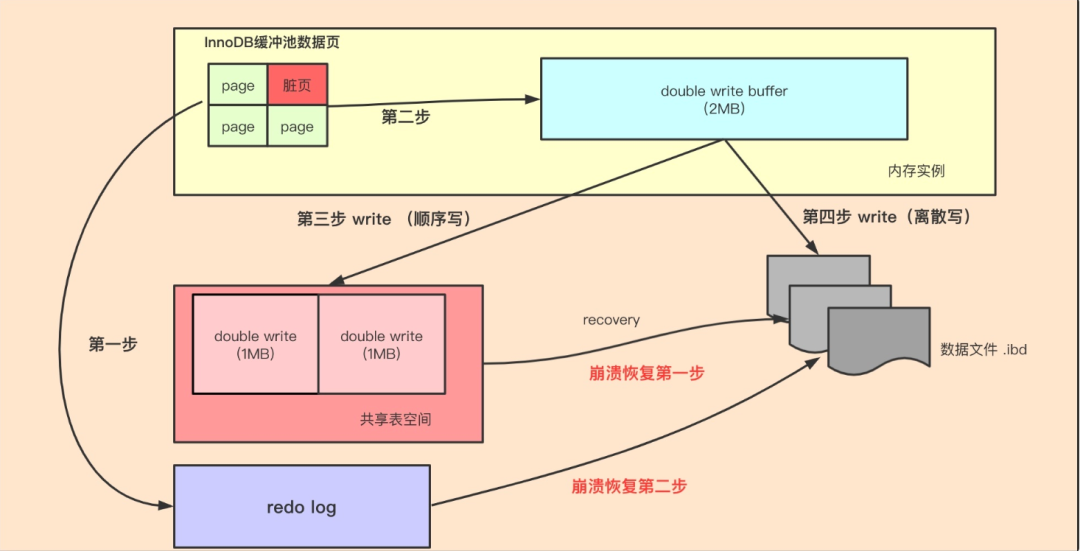 InnoDB缓冲池数据页
page
脏页
page
page
第二步
double write buffer
（2MB）
内存实例
第三步 write （顺序写）
第四步 write（离散写）
第一步
double write
（1MB）
double write
（1MB）
共享表空间
recovery
崩溃恢复第一步
数据文件 .ibd
崩溃恢复第二步
redo log